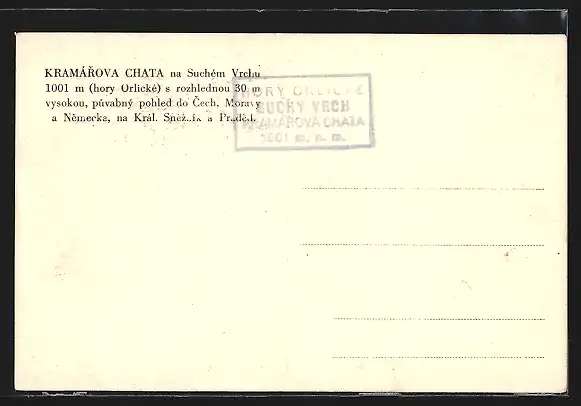 KRAMÁŘOVA CHATA na Suchém Vrchu
1001 m (hory Orlické) s rozhlednou 30 m
vysokou, půvabný pohled do Čech, Moravy
a Německa, na Král. Sněžník a Praděd.
HORY ORLICKÉ
SUCHÝ VRCH
KRAMÁŘOVA CHATA
1001 m. n. m.